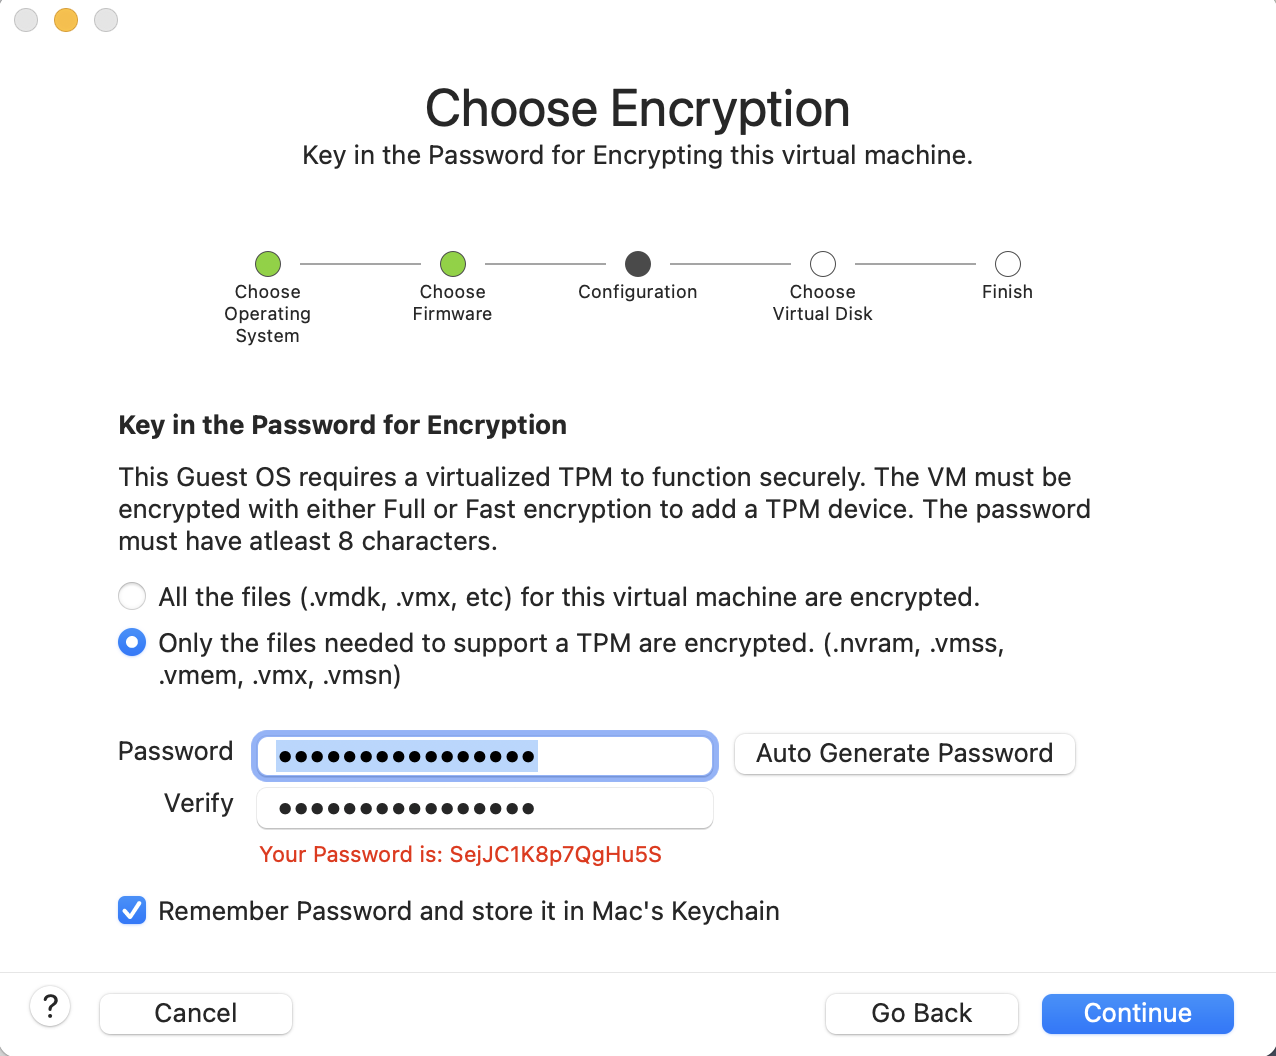 Choose Encryption
Key in the Password for Encrypting this virtual machine.
Choose
Operating
System
Choose
Firmware
Configuration
Choose
Virtual Disk
Finish
Key in the Password for Encryption
This Guest OS requires a virtualized TPM to function securely. The VM must be
encrypted with either Full or Fast encryption to add a TPM device. The password
must have atleast 8 characters.
All the files (.vmdk, .vmx, etc) for this virtual machine are encrypted.
Only the files needed to support a TPM are encrypted. (.nvram, .vmss,
.vmem, .vmx, .vmsn)
Password
Auto Generate Password
Verify
Your Password is: SejJC1K8p7QgHu5S
Remember Password and store it in Mac's Keychain
?
Cancel
Go Back
Continue